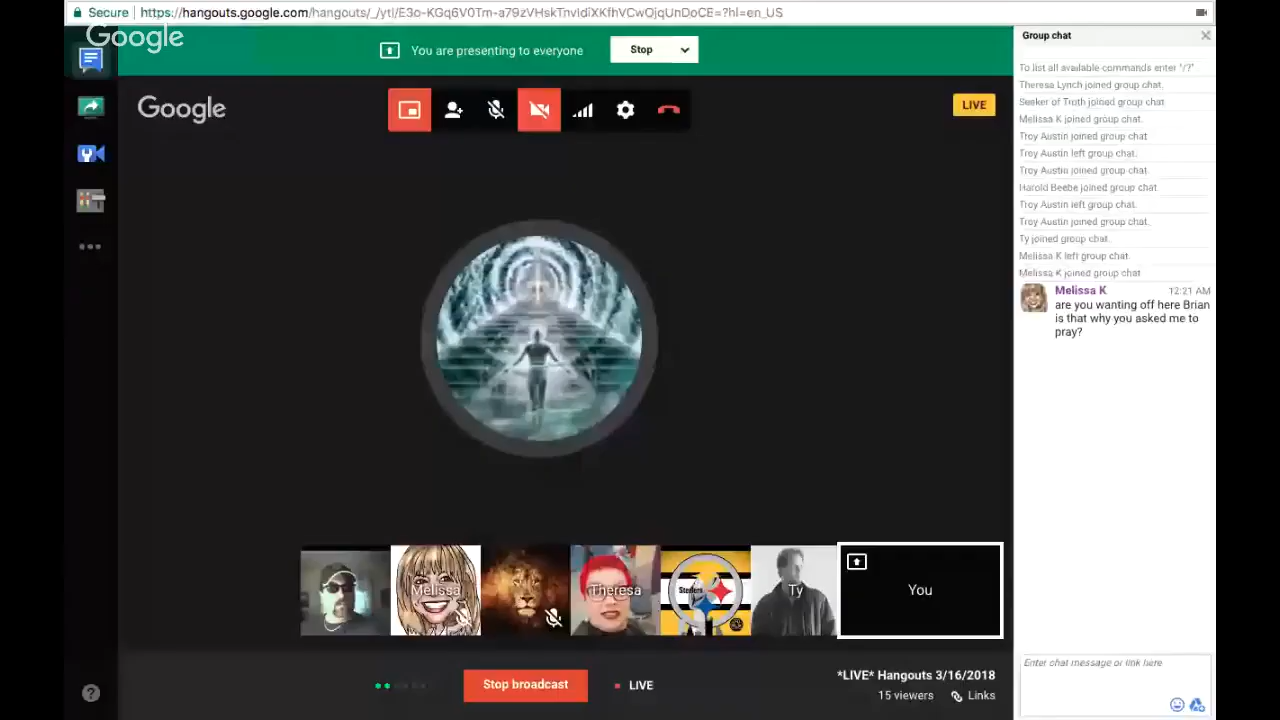 Secure
https://hangouts.google.com/hangouts/_/ytl/E3o-KGq6V0Tm-a79zVHskTnvIdiXKfhVCwOjqUnDoCE=?hl=en_US
Google
You are presenting to everyone
Stop
Google
LIVE
Group chat
To list all available commands enter "/?"
Theresa Lynch joined group chat.
Seeker of Troth joined group chat
Melissa K joined group chat.
Troy Austin joined group chat
Troy Austin left group chat.
Troy Austin joined group chat.
Harold Beebe joined group chat
Troy Austin left group chat.
Troy Austin joined group chat.
Ty joined group chat.
Melissa K left group chat
Melissa K joined group chat
Melissa K 12:21 AM
are you wanting off here Brian
is that why you asked me to
pray?
Melissa
Theresa
Steelers
Ty
You
Stop broadcast
LIVE
*LIVE* Hangouts 3/16/2018
15 viewers
Links
Enter chat message or link here